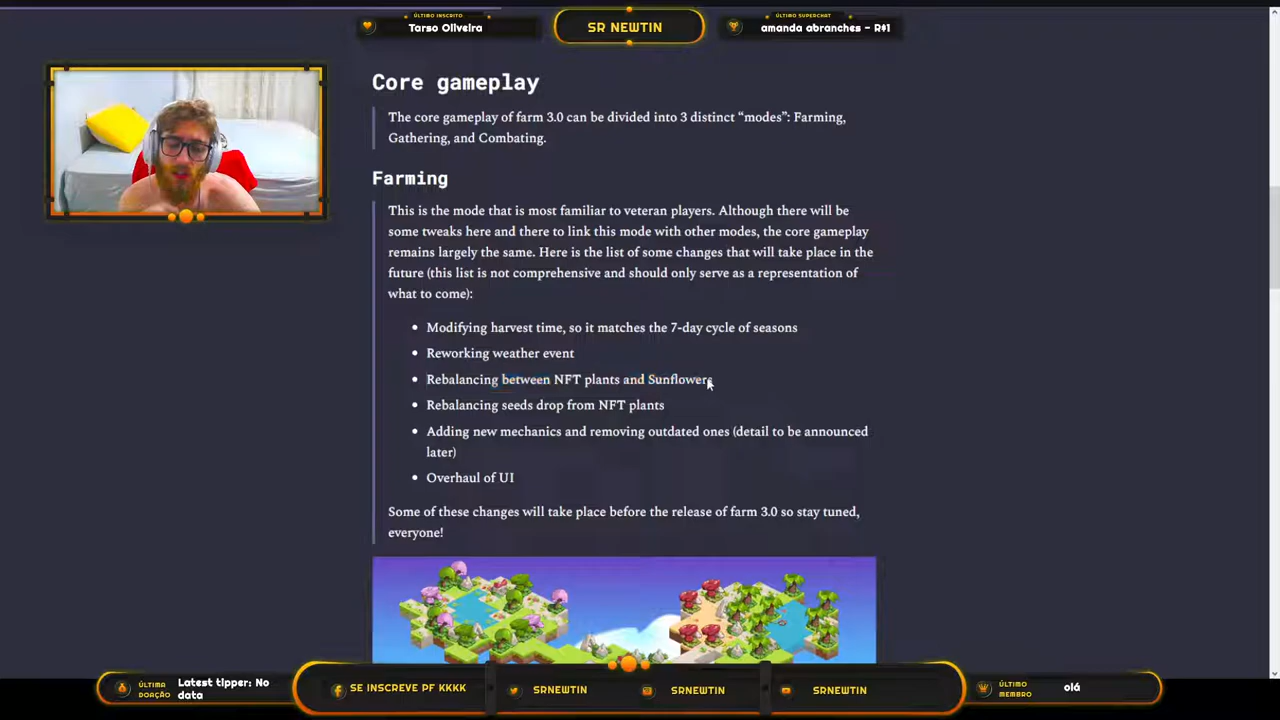 ÚLTIMO INSCRITO
Tarso Oliveira
SR NEWTIN
ÚLTIMO SUPERCHAT
amanda abranches - R$1
Core gameplay
The core gameplay of farm 3.0 can be divided into 3 distinct “modes”: Farming,
Gathering, and Combating.
Farming
This is the mode that is most familiar to veteran players. Although there will be
some tweaks here and there to link this mode with other modes, the core gameplay
remains largely the same. Here is the list of some changes that will take place in the
future (this list is not comprehensive and should only serve as a representation of
what to come):
• Modifying harvest time, so it matches the 7-day cycle of seasons
• Reworking weather event
• Rebalancing between NFT plants and Sunflowers
• Rebalancing seeds drop from NFT plants
• Adding new mechanics and removing outdated ones (detail to be announced
later)
• Overhaul of UI
Some of these changes will take place before the release of farm 3.0 so stay tuned,
everyone!
ÚLTIMA
DOAÇÃO
Latest tipper: No
data
SE INSCREVE PF KKKK
SRNEWTIN
SRNEWTIN
SRNEWTIN
ÚLTIMO
MEMBRO
olá